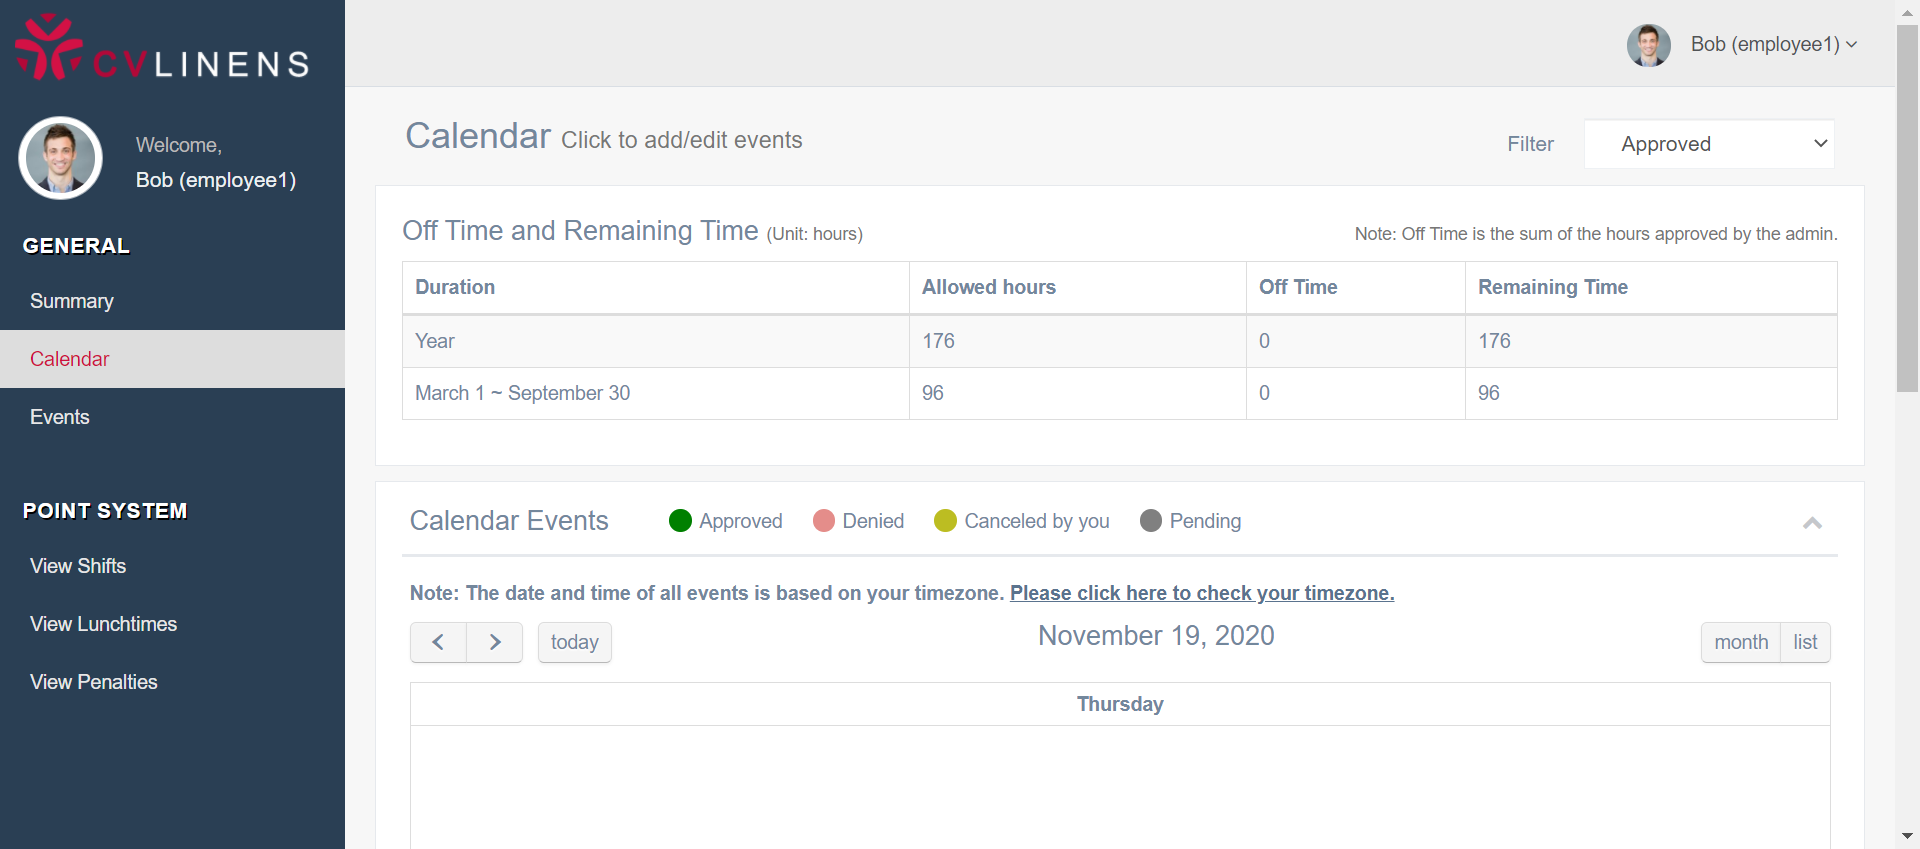 CVLINENS
Bob (employee1)
Welcome,
Bob (employee1)
GENERAL
Summary
Calendar
Events
POINT SYSTEM
View Shifts
View Lunchtimes
View Penalties
Calendar Click to add/edit events
Filter Approved
Off Time and Remaining Time (Unit: hours)
Note: Off Time is the sum of the hours approved by the admin.
Duration Allowed hours Off Time Remaining Time
Year 176 0 176
March 1 ~ September 30 96 0 96
Calendar Events Approved Denied Canceled by you Pending
Note: The date and time of all events is based on your timezone. Please click here to check your timezone.
today November 19, 2020 month list
Thursday